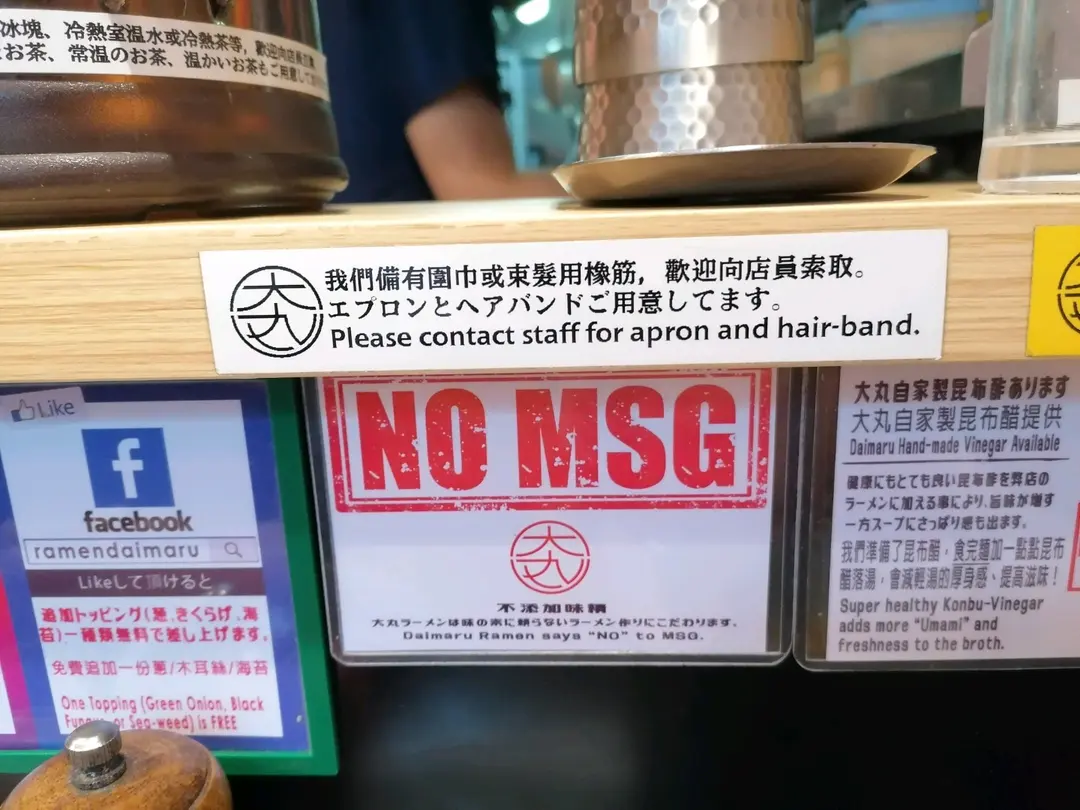 冰塊、冷熱室温水或冷熱茶等，歡迎向店員
お茶、常温のお茶、温かいお茶もご用意して
大丸
我們備有圍巾或束髮用橡筋，歡迎向店員索取。
エプロンとヘアバンドご用意してます。
Please contact staff for apron and hair-band.
Like
f
facebook
ramendaimaru
Likeして頂けると
追加トッピング(葱,きくらげ,海
苔)一種類無料で差し上げます。
免費追加一份蔥/木耳絲/海苔
One Topping (Green Onion, Black
Fungus, or Sea-weed) is FREE
NO MSG
大丸
不添加味精
大丸ラーメンは味の素に頼らないラーメン作りにこだわります。
Daimaru Ramen says “NO” to MSG.
大丸自家製昆布酢あります
大丸自家製昆布醋提供
Daimaru Hand-made Vinegar Available
健康にもとても良い昆布酢を弊店の
ラーメンに加える事により、旨味が増す
一方スープにさっぱり感も出ます。
我們準備了昆布醋，食完麵加一點點昆布
醋落湯，會減輕湯的厚身感、提高滋味！
Super healthy Konbu-Vinegar
adds more “Umami” and
freshness to the broth.